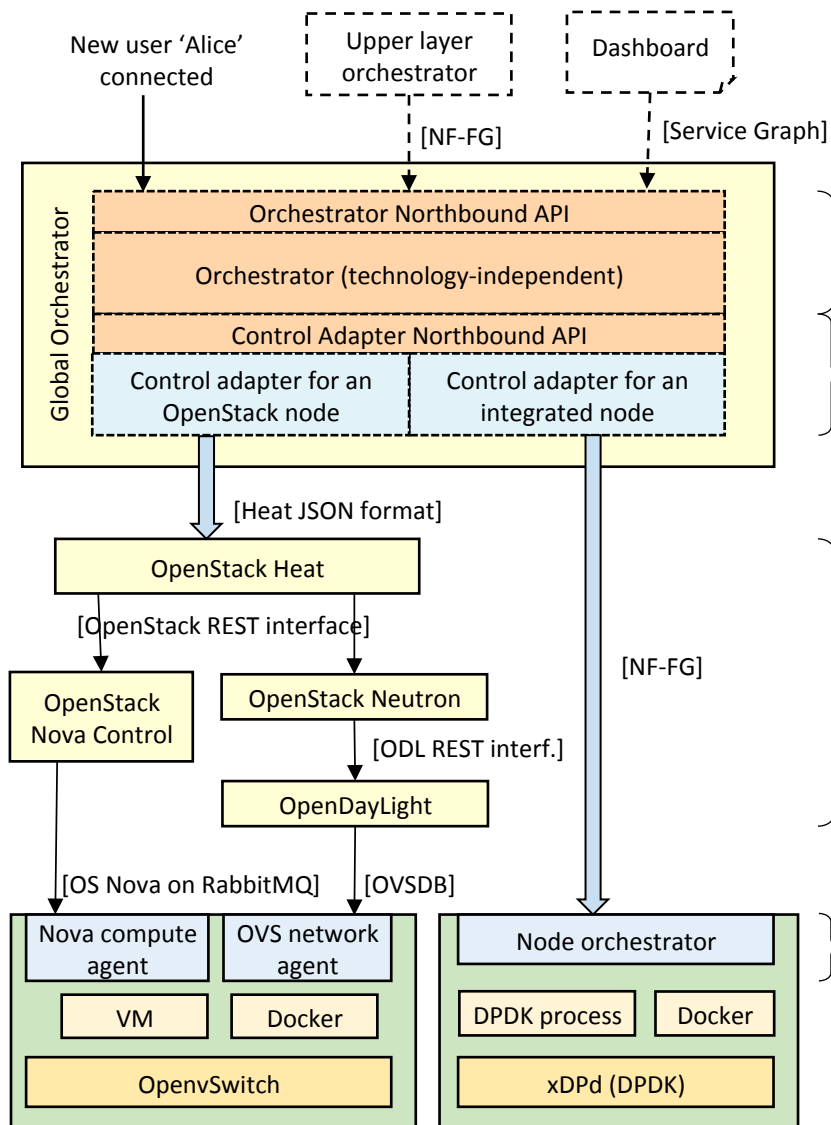 New user ‘Alice’
connected
Upper layer
orchestrator
Dashboard
[NF-FG]
[Service Graph]
Global Orchestrator
Orchestrator Northbound API
Orchestrator (technology-independent)
Control Adapter Northbound API
Control adapter for an
OpenStack node
Control adapter for an
integrated node
[Heat JSON format]
OpenStack Heat
[OpenStack REST interface]
[NF-FG]
OpenStack
Nova Control
OpenStack Neutron
[ODL REST interf.]
OpenDayLight
[OS Nova on RabbitMQ]
[OVSDB]
Nova compute
agent
OVS network
agent
Node orchestrator
VM
Docker
DPDK process
Docker
OpenvSwitch
xDPd (DPDK)